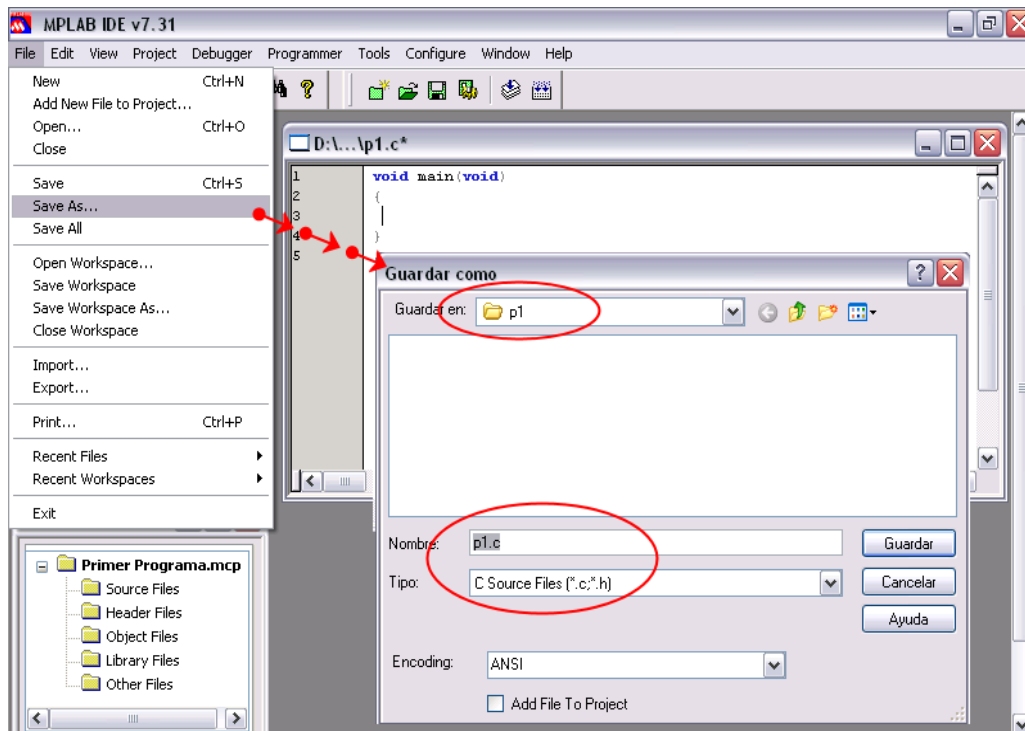 MPLAB IDE v7.31
File Edit View Project Debugger Programmer Tools Configure Window Help
New Ctrl+N
Add New File to Project...
Open... Ctrl+O
Close
Save Ctrl+S
Save As...
Save All
Open Workspace...
Save Workspace
Save Workspace As...
Close Workspace
Import...
Export...
Print... Ctrl+P
Recent Files
Recent Workspaces
Exit
D:\...\p1.c*
1 void main(void)
2 {
3
4 }
5
Guardar como
Guardar en: p1
Nombre: p1.c
Guardar
Tipo: C Source Files (*.c;*.h)
Cancelar
Ayuda
Encoding: ANSI
Add File To Project
Primer Programa.mcp
Source Files
Header Files
Object Files
Library Files
Other Files